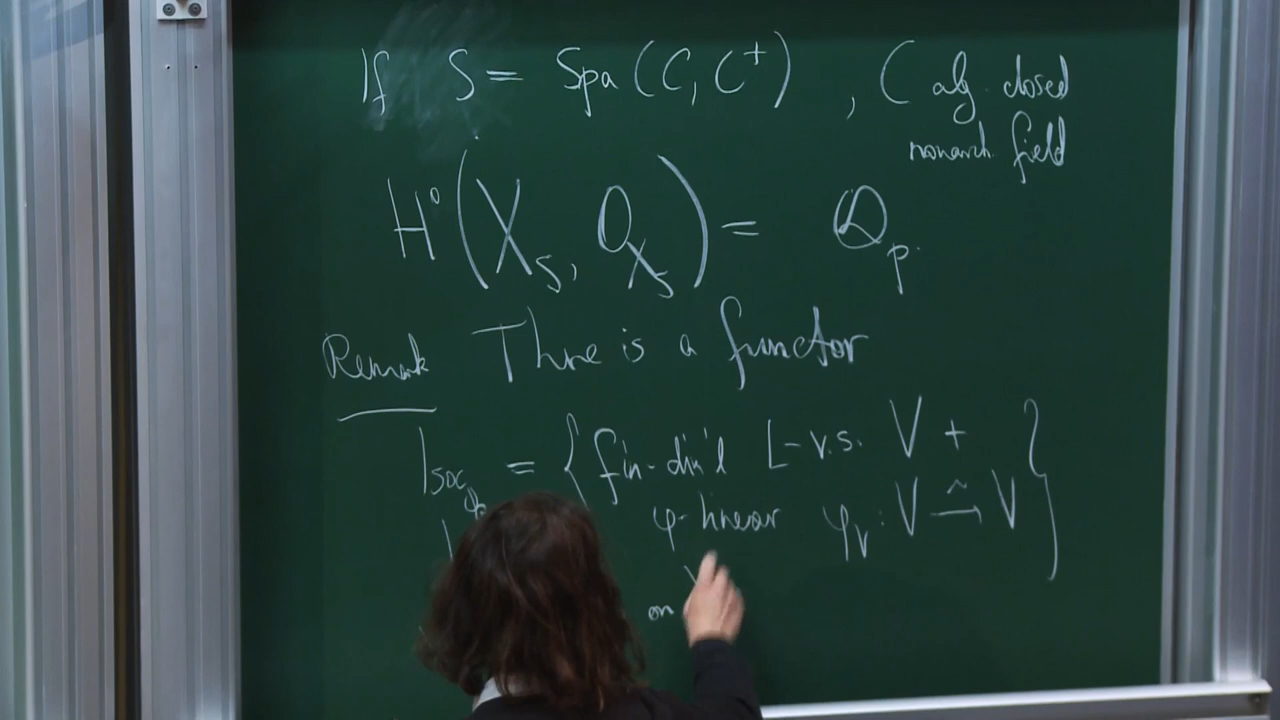 If S = Spa(C, C⁺), C alg. closed
nonarch. field
H⁰(X_S, O_{X_S}) = ℚ_p.
Remark There is a functor
Isoc = { fin-dim'l L-v.s. V +
φ-linear φ_V : V ⥲ V }
on